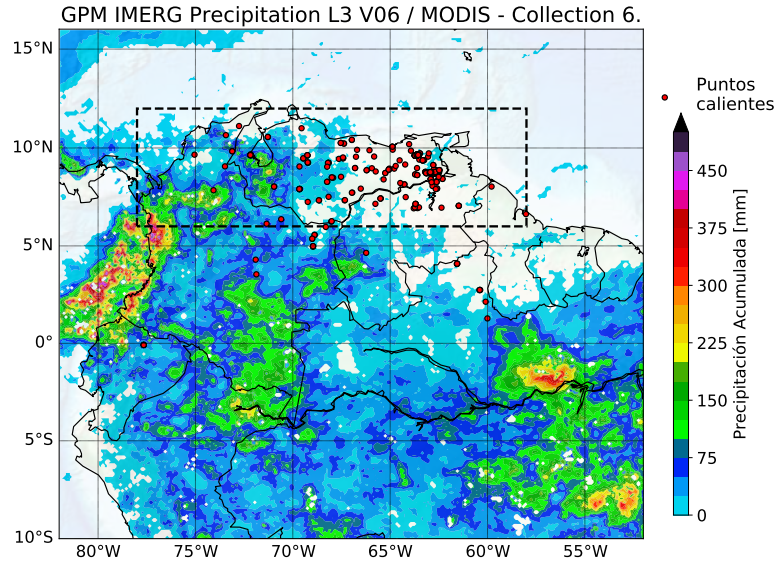 GPM IMERG Precipitation L3 V06 / MODIS - Collection 6.
15°N
10°N
5°N
0°
5°S
10°S
80°W
75°W
70°W
65°W
60°W
55°W
Puntos
calientes
450
375
300
225
150
75
0
Precipitación Acumulada [mm]